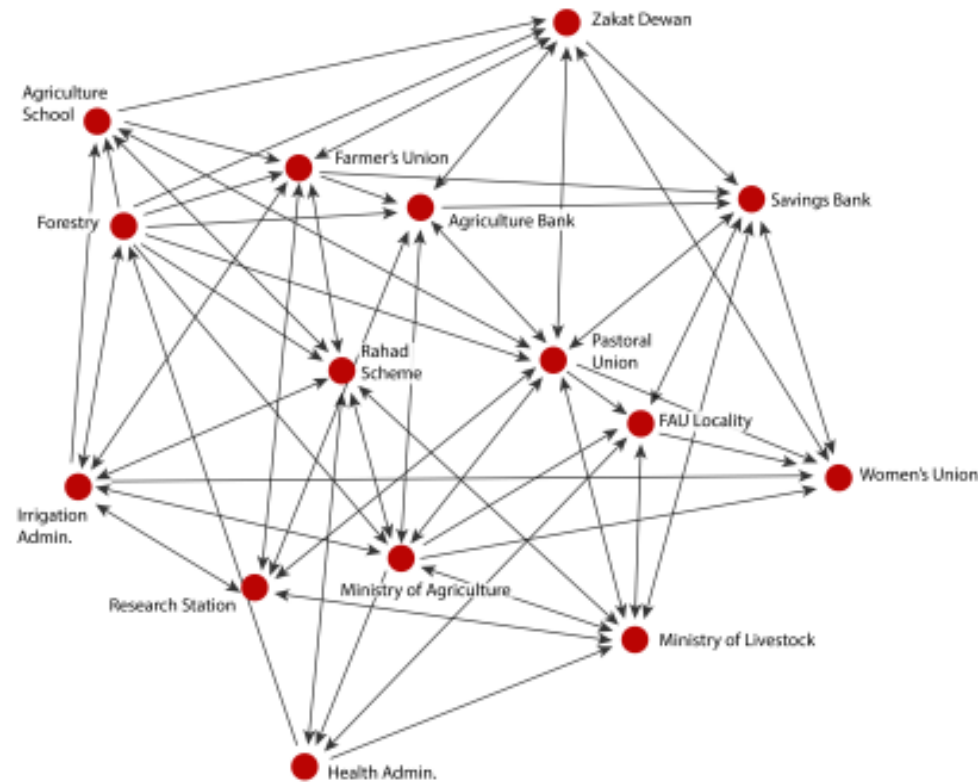 Zakat Dewan
Agriculture
School
Farmer's Union
Savings Bank
Agriculture Bank
Forestry
Pastoral
Union
Rahad
Scheme
FAU Locality
Women's Union
Irrigation
Admin.
Ministry of Agriculture
Research Station
Ministry of Livestock
Health Admin.